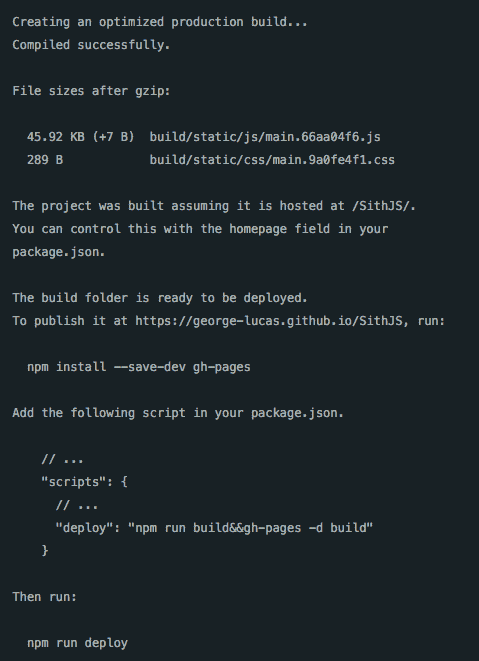 Creating an optimized production build...
Compiled successfully.

File sizes after gzip:

  45.92 KB (+7 B)  build/static/js/main.66aa04f6.js
  289 B            build/static/css/main.9a0fe4f1.css

The project was built assuming it is hosted at /SithJS/.
You can control this with the homepage field in your
package.json.

The build folder is ready to be deployed.
To publish it at https://george-lucas.github.io/SithJS, run:

  npm install --save-dev gh-pages

Add the following script in your package.json.

    // ...
    "scripts": {
      // ...
      "deploy": "npm run build&&gh-pages -d build"
    }

Then run:

  npm run deploy